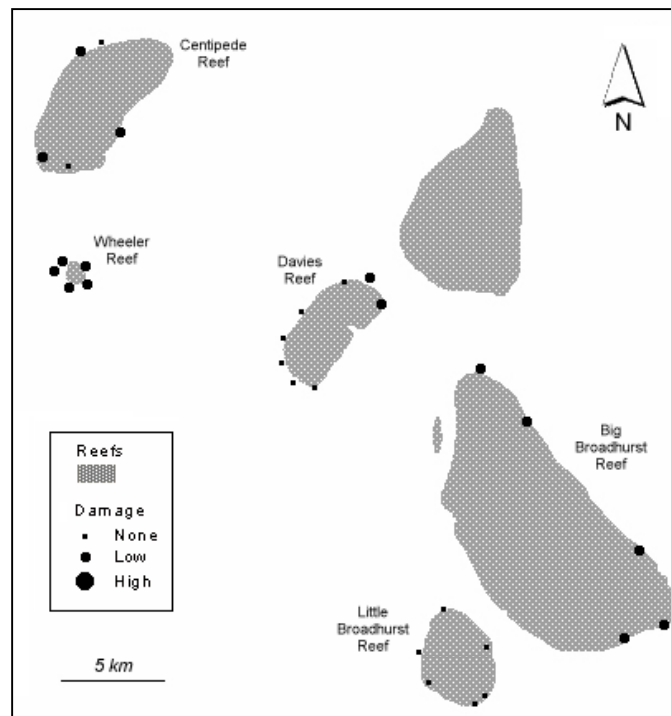 Centipede
Reef
N
Wheeler
Reef
Davies
Reef
Big
Broadhurst
Reef
Reefs
Damage
None
Low
High
Little
Broadhurst
Reef
5 km